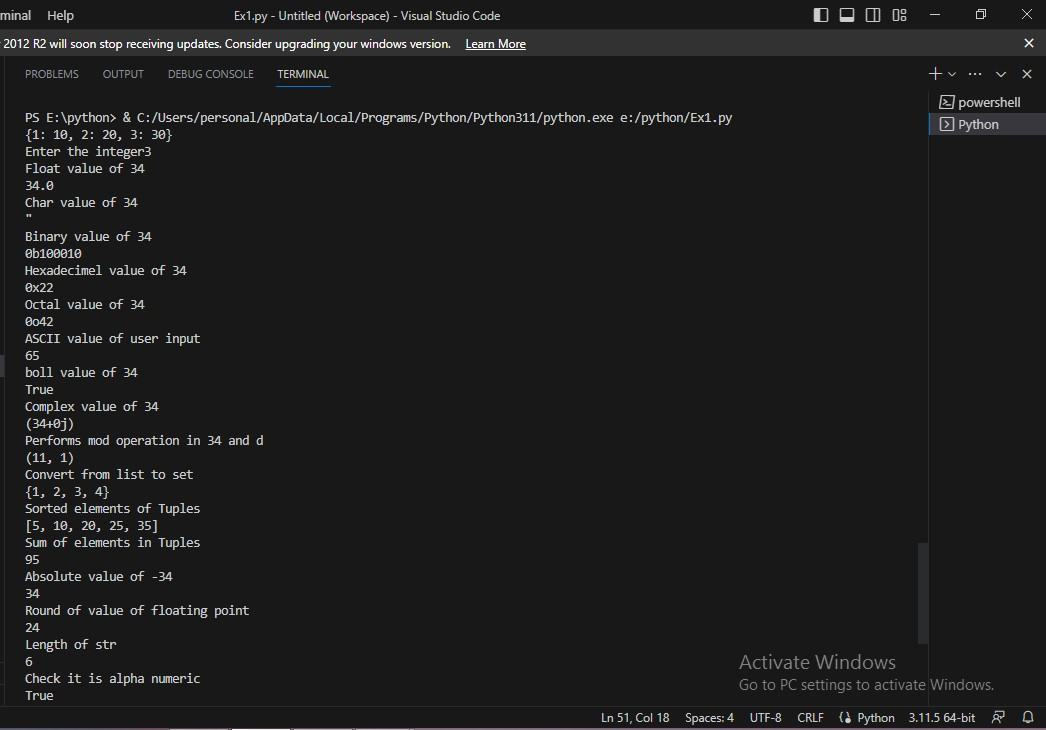 minal Help Ex1.py - Untitled (Workspace) - Visual Studio Code
2012 R2 will soon stop receiving updates. Consider upgrading your windows version. Learn More
PROBLEMS OUTPUT DEBUG CONSOLE TERMINAL
powershell
Python
PS E:\python> & C:/Users/personal/AppData/Local/Programs/Python/Python311/python.exe e:/python/Ex1.py
{1: 10, 2: 20, 3: 30}
Enter the integer3
Float value of 34
34.0
Char value of 34
"
Binary value of 34
0b100010
Hexadecimel value of 34
0x22
Octal value of 34
0o42
ASCII value of user input
65
boll value of 34
True
Complex value of 34
(34+0j)
Performs mod operation in 34 and d
(11, 1)
Convert from list to set
{1, 2, 3, 4}
Sorted elements of Tuples
[5, 10, 20, 25, 35]
Sum of elements in Tuples
95
Absolute value of -34
34
Round of value of floating point
24
Length of str
6
Check it is alpha numeric
True
Activate Windows
Go to PC settings to activate Windows.
Ln 51, Col 18 Spaces: 4 UTF-8 CRLF Python 3.11.5 64-bit